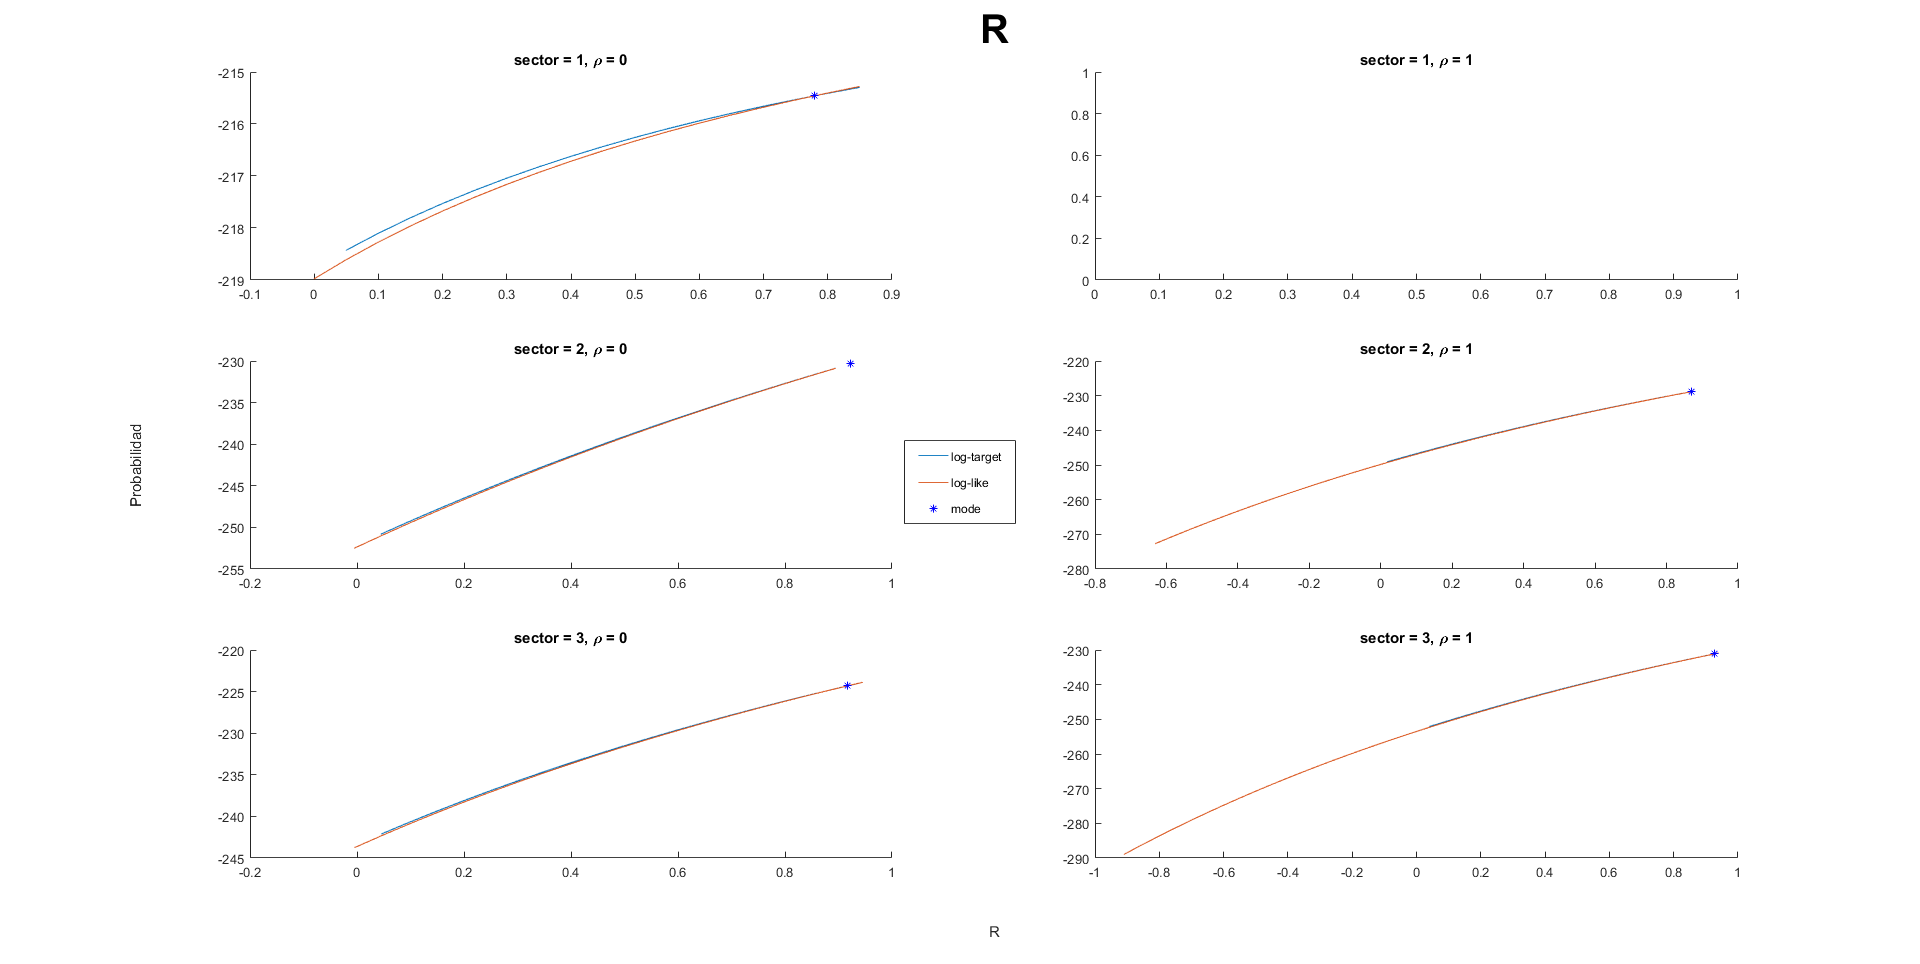 R
sector = 1, ρ = 0
-215
-216
-217
-218
-219
-0.1 0 0.1 0.2 0.3 0.4 0.5 0.6 0.7 0.8 0.9
sector = 1, ρ = 1
1
0.8
0.6
0.4
0.2
0
0 0.1 0.2 0.3 0.4 0.5 0.6 0.7 0.8 0.9 1
sector = 2, ρ = 0
-230
-235
-240
-245
-250
-255
-0.2 0 0.2 0.4 0.6 0.8 1
Probabilidad
log-target
log-like
mode
sector = 2, ρ = 1
-220
-230
-240
-250
-260
-270
-280
-0.8 -0.6 -0.4 -0.2 0 0.2 0.4 0.6 0.8 1
sector = 3, ρ = 0
-220
-225
-230
-235
-240
-245
-0.2 0 0.2 0.4 0.6 0.8 1
sector = 3, ρ = 1
-230
-240
-250
-260
-270
-280
-290
-1 -0.8 -0.6 -0.4 -0.2 0 0.2 0.4 0.6 0.8 1
R